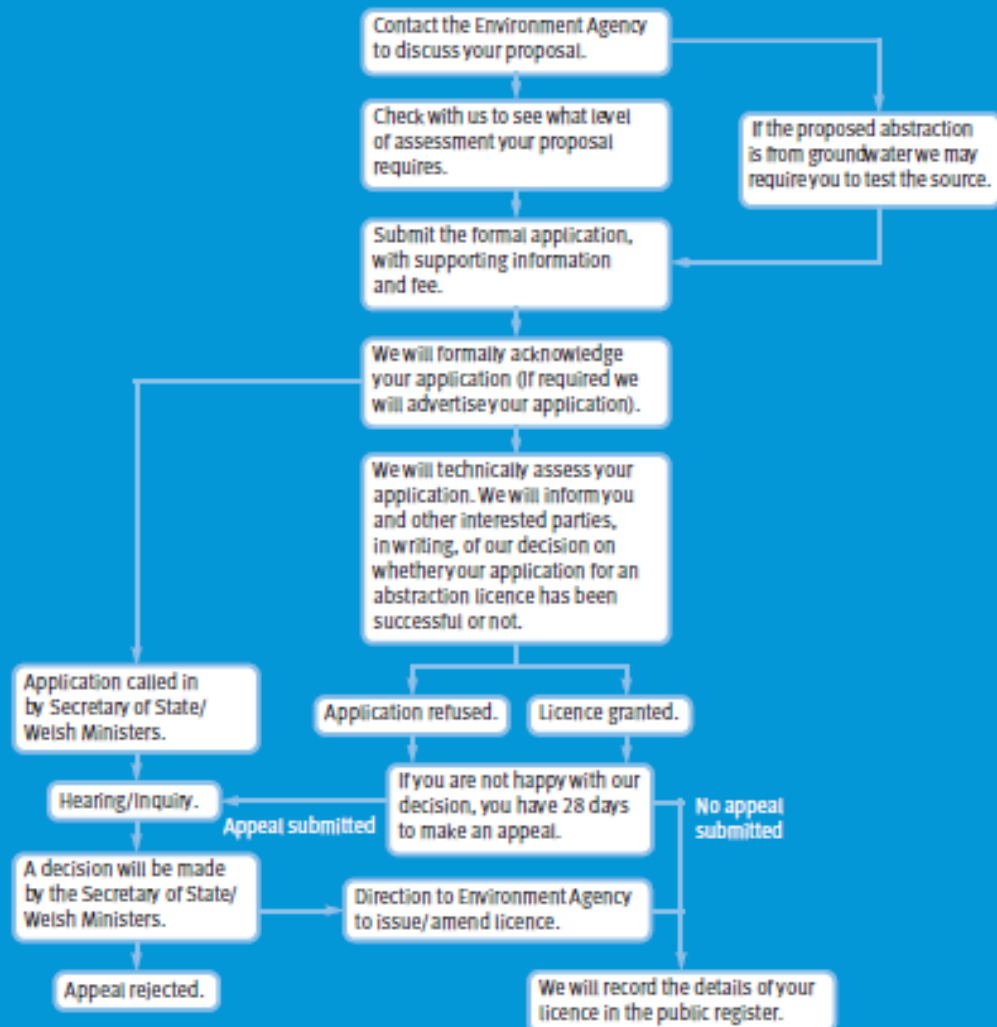 Contact the Environment Agency
to discuss your proposal.
Check with us to see what level
of assessment your proposal
requires.
If the proposed abstraction
is from groundwater we may
require you to test the source.
Submit the formal application,
with supporting information
and fee.
We will formally acknowledge
your application (If required we
will advertise your application).
We will technically assess your
application. We will inform you
and other interested parties,
in writing, of our decision on
whether your application for an
abstraction licence has been
successful or not.
Application called in
by Secretary of State/
Welsh Ministers.
Application refused.
Licence granted.
Hearing/Inquiry.
Appeal submitted
If you are not happy with our
decision, you have 28 days
to make an appeal.
No appeal
submitted
A decision will be made
by the Secretary of State/
Welsh Ministers.
Direction to Environment Agency
to issue/amend licence.
Appeal rejected.
We will record the details of your
licence in the public register.